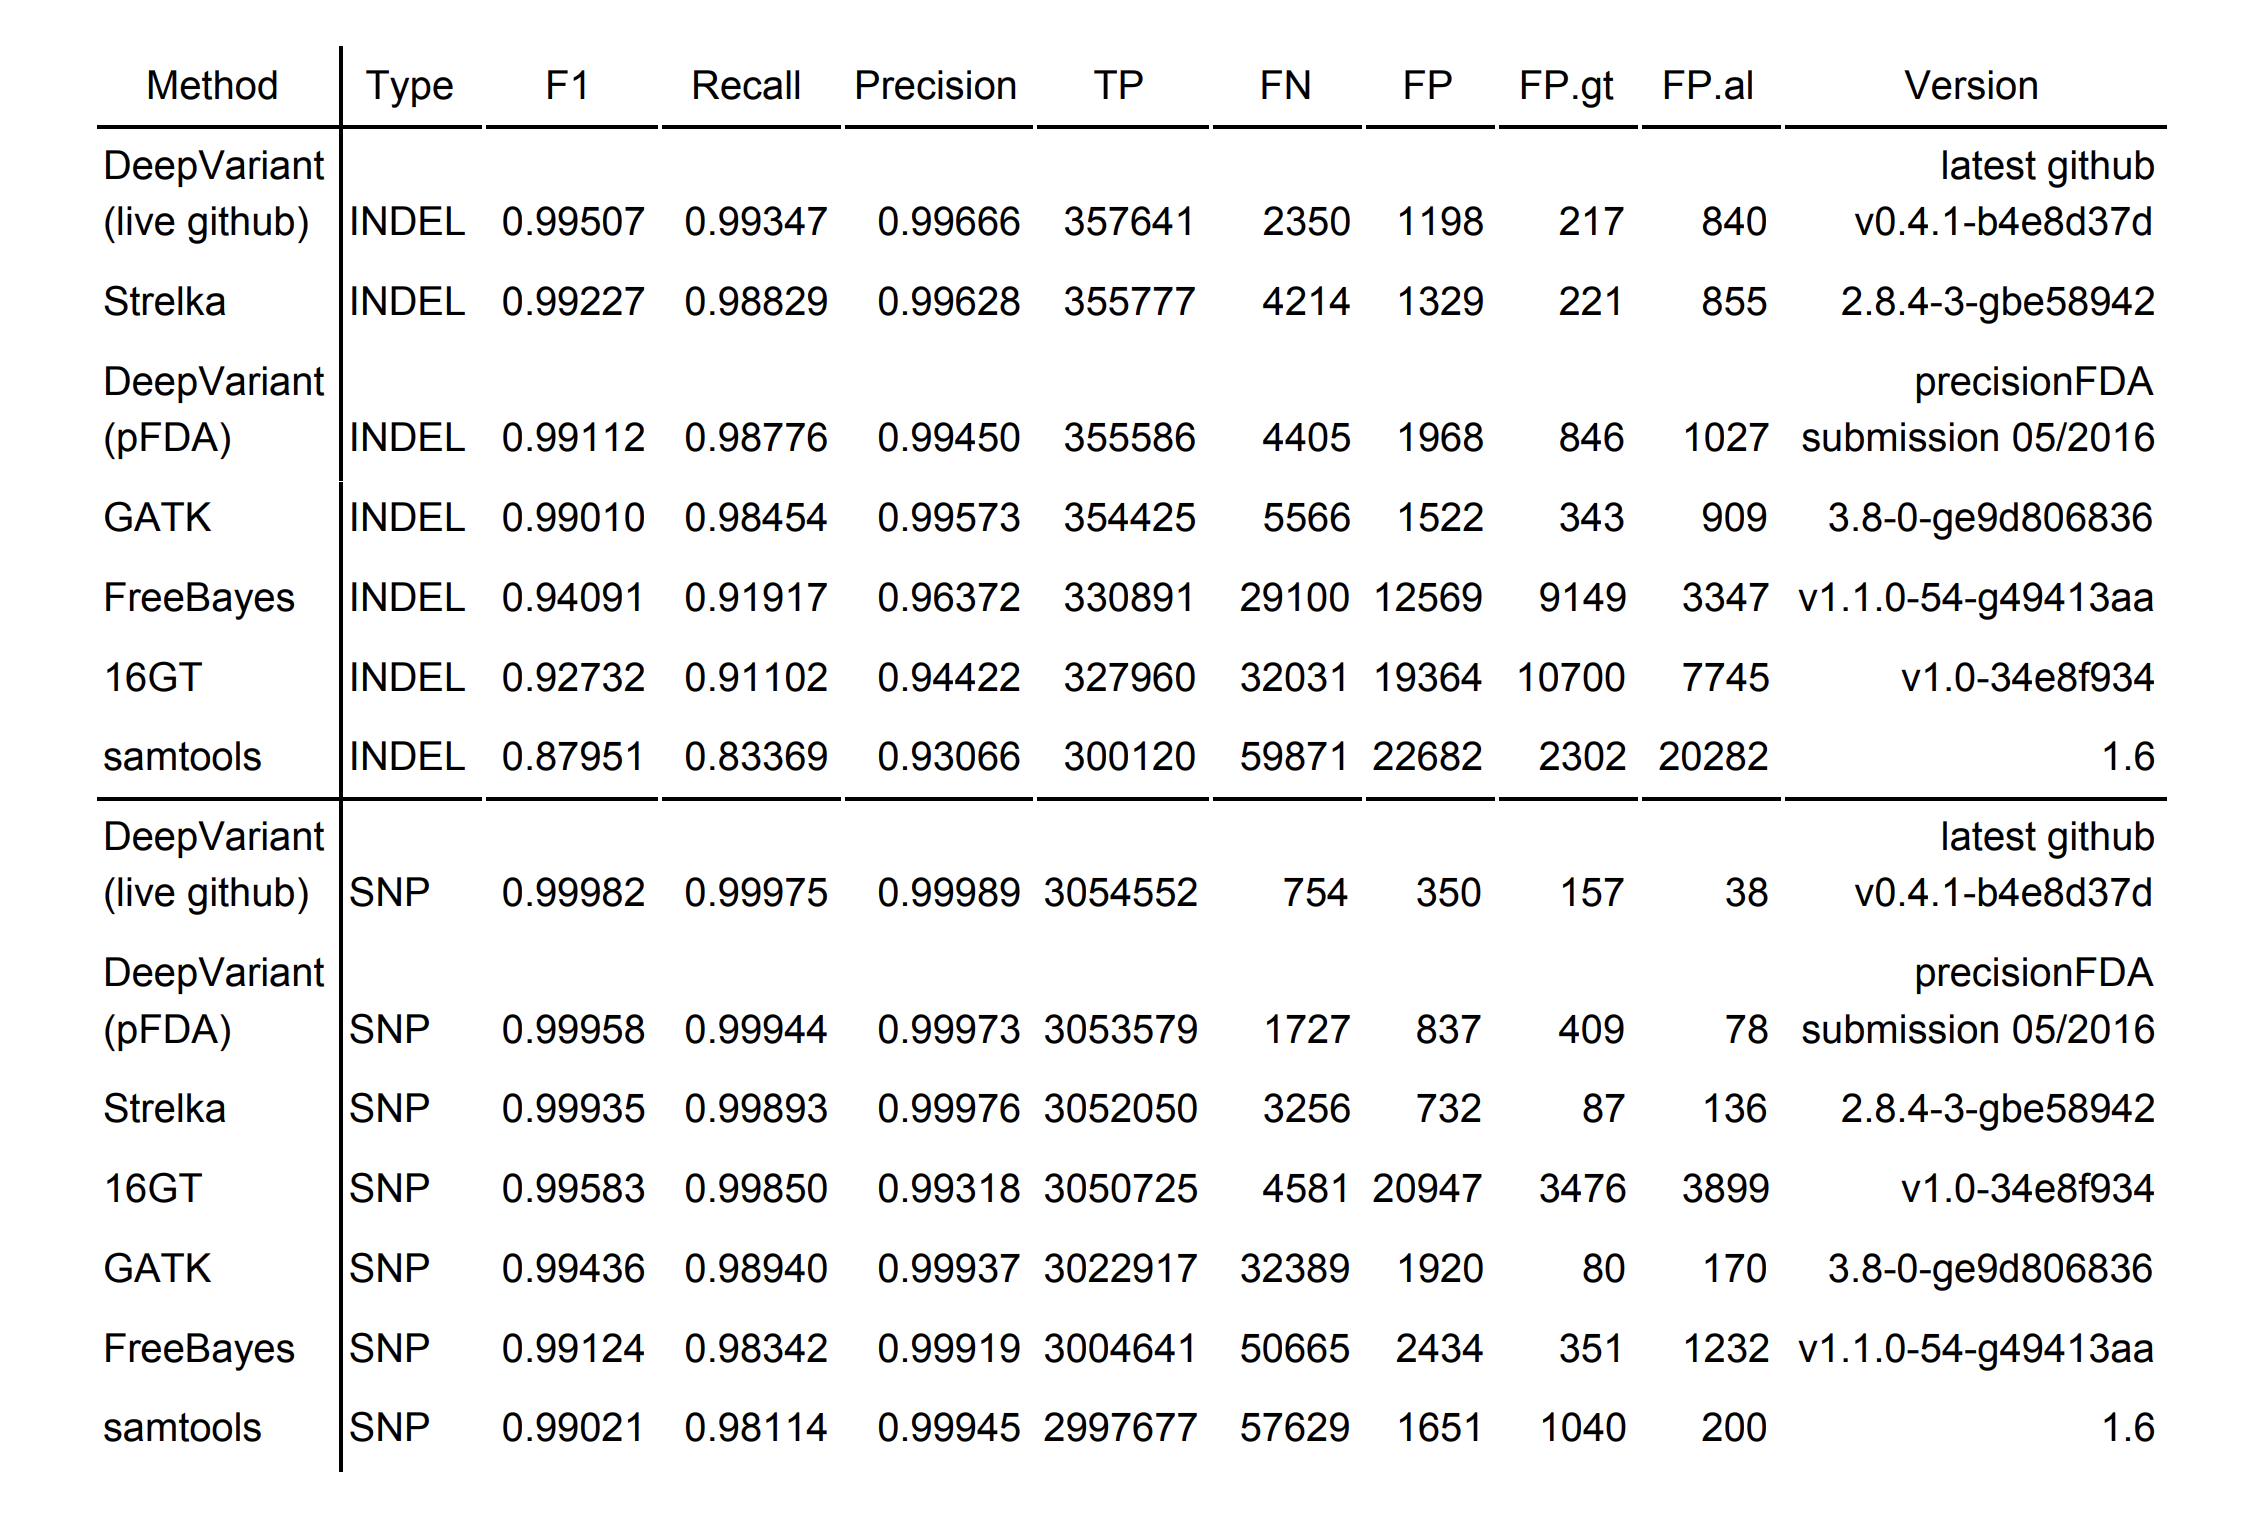 Method Type F1 Recall Precision TP FN FP FP.gt FP.al Version
DeepVariant latest github
(live github) INDEL 0.99507 0.99347 0.99666 357641 2350 1198 217 840 v0.4.1-b4e8d37d
Strelka INDEL 0.99227 0.98829 0.99628 355777 4214 1329 221 855 2.8.4-3-gbe58942
DeepVariant precisionFDA
(pFDA) INDEL 0.99112 0.98776 0.99450 355586 4405 1968 846 1027 submission 05/2016
GATK INDEL 0.99010 0.98454 0.99573 354425 5566 1522 343 909 3.8-0-ge9d806836
FreeBayes INDEL 0.94091 0.91917 0.96372 330891 29100 12569 9149 3347 v1.1.0-54-g49413aa
16GT INDEL 0.92732 0.91102 0.94422 327960 32031 19364 10700 7745 v1.0-34e8f934
samtools INDEL 0.87951 0.83369 0.93066 300120 59871 22682 2302 20282 1.6
DeepVariant latest github
(live github) SNP 0.99982 0.99975 0.99989 3054552 754 350 157 38 v0.4.1-b4e8d37d
DeepVariant precisionFDA
(pFDA) SNP 0.99958 0.99944 0.99973 3053579 1727 837 409 78 submission 05/2016
Strelka SNP 0.99935 0.99893 0.99976 3052050 3256 732 87 136 2.8.4-3-gbe58942
16GT SNP 0.99583 0.99850 0.99318 3050725 4581 20947 3476 3899 v1.0-34e8f934
GATK SNP 0.99436 0.98940 0.99937 3022917 32389 1920 80 170 3.8-0-ge9d806836
FreeBayes SNP 0.99124 0.98342 0.99919 3004641 50665 2434 351 1232 v1.1.0-54-g49413aa
samtools SNP 0.99021 0.98114 0.99945 2997677 57629 1651 1040 200 1.6